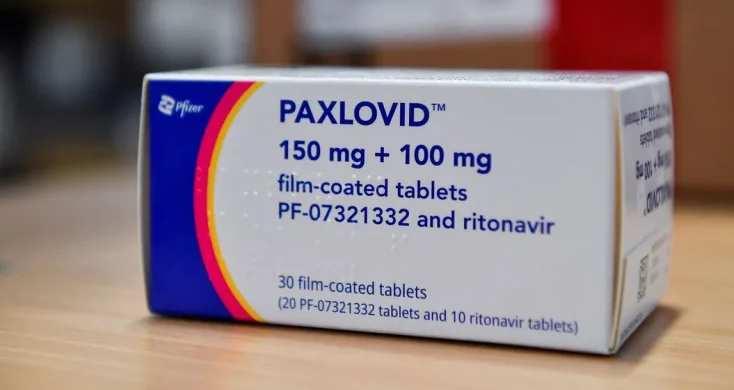 Pfizer
PAXLOVID™
150 mg + 100 mg
film-coated tablets
PF-07321332 and ritonavir
30 film-coated tablets
(20 PF-07321332 tablets and 10 ritonavir tablets)